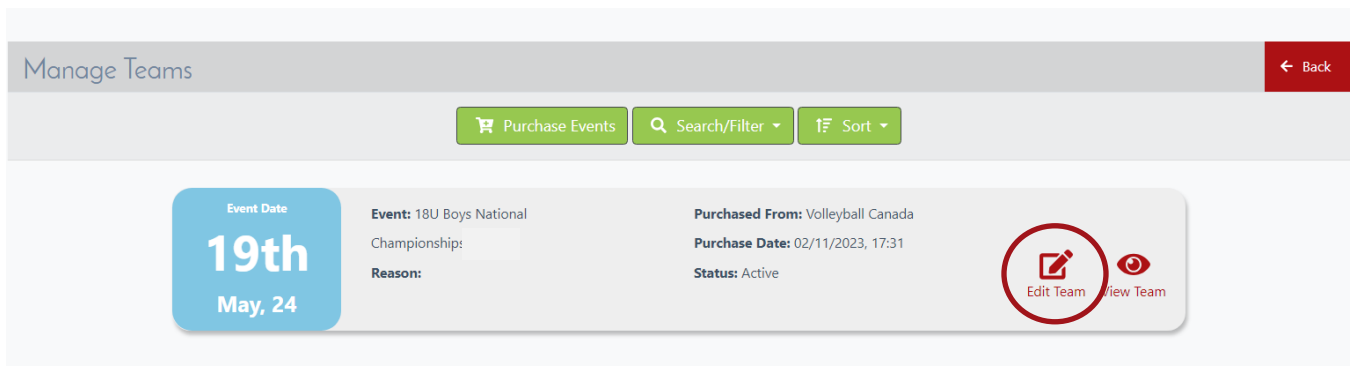 Manage Teams
Back
Purchase Events
Search/Filter
Sort
Event Date
19th
May, 24
Event: 18U Boys National
Championships
Reason:
Purchased From: Volleyball Canada
Purchase Date: 02/11/2023, 17:31
Status: Active
Edit Team
View Team